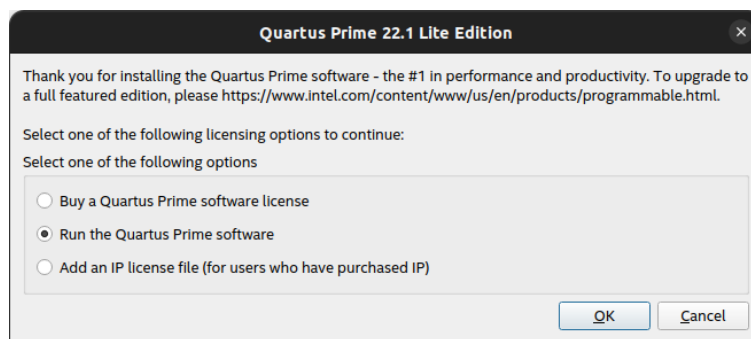 Quartus Prime 22.1 Lite Edition
Thank you for installing the Quartus Prime software - the #1 in performance and productivity. To upgrade to
a full featured edition, please https://www.intel.com/content/www/us/en/products/programmable.html.
Select one of the following licensing options to continue:
Select one of the following options
Buy a Quartus Prime software license
Run the Quartus Prime software
Add an IP license file (for users who have purchased IP)
OK Cancel